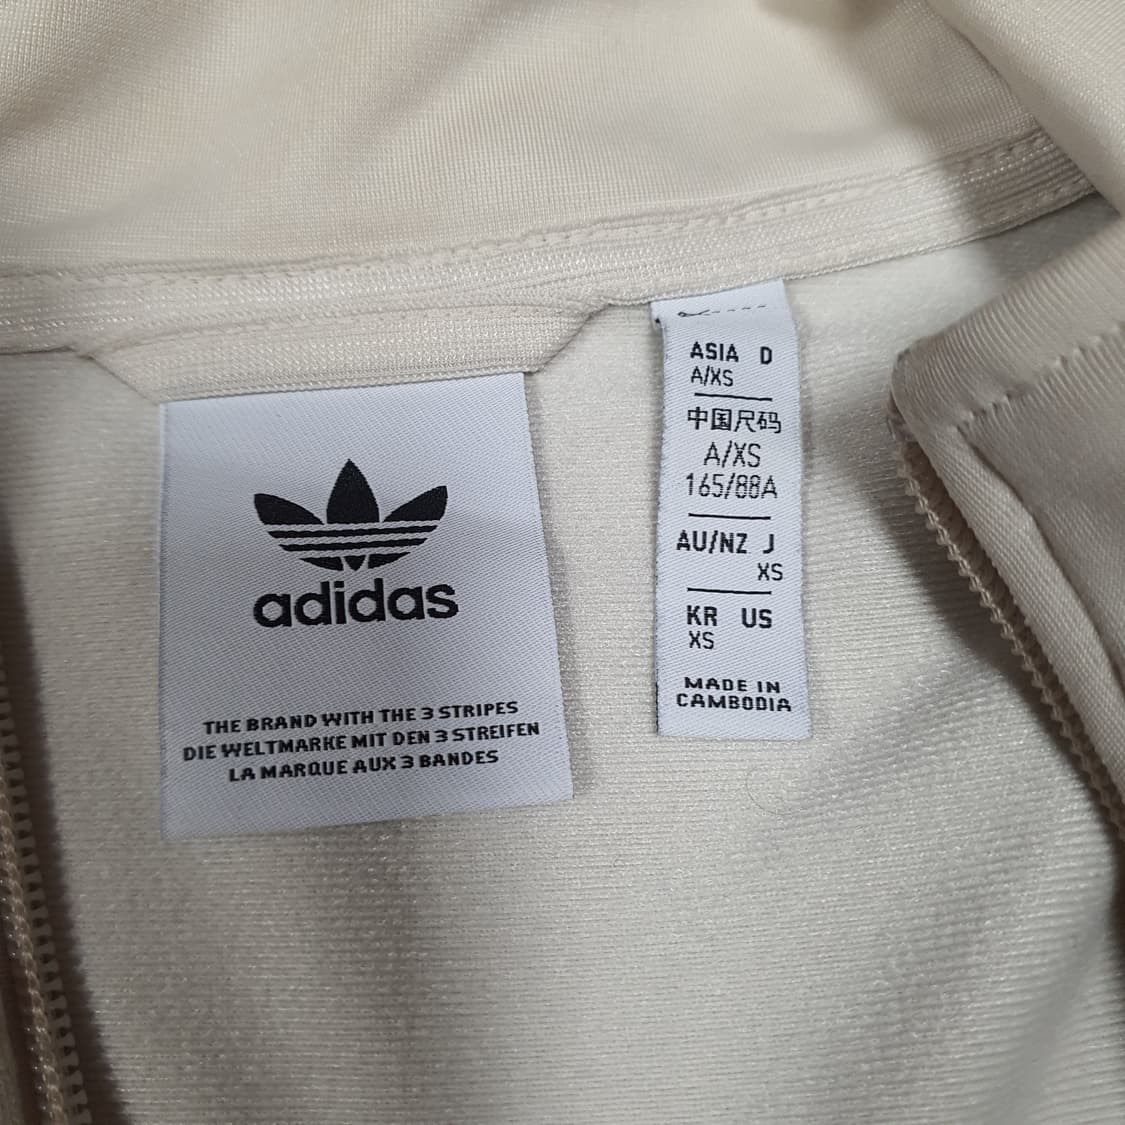 adidas
THE BRAND WITH THE 3 STRIPES
DIE WELTMARKE MIT DEN 3 STREIFEN
LA MARQUE AUX 3 BANDES
ASIA D
A/XS
中国尺码
A/XS
165/88A
AU/NZ J
XS
KR US
XS
MADE IN
CAMBODIA